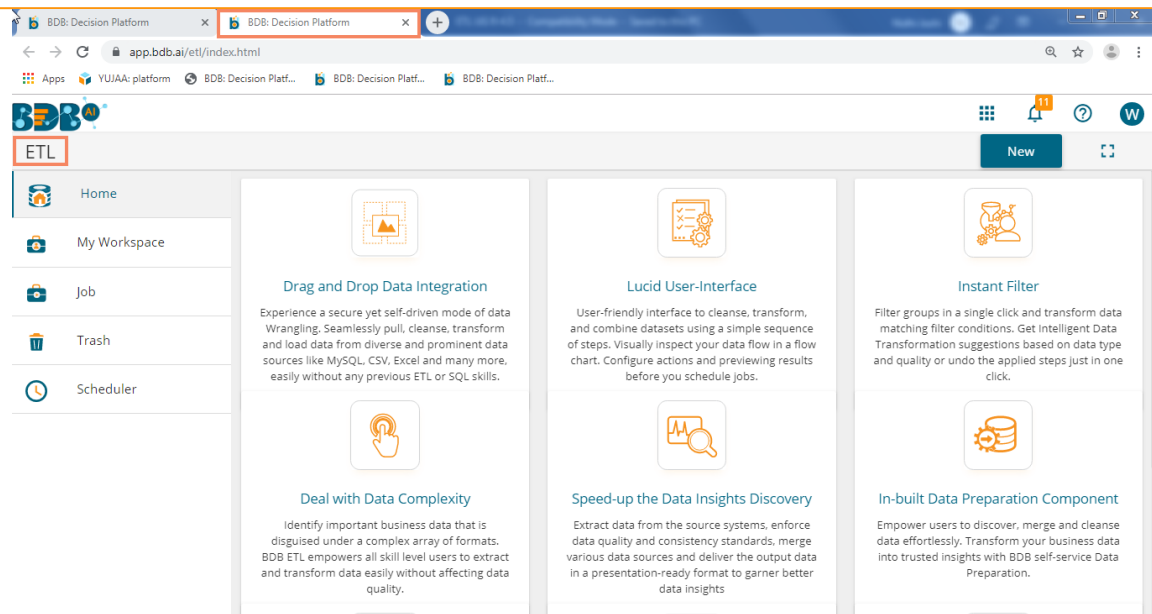 BDB: Decision Platform
BDB: Decision Platform
app.bdb.ai/etl/index.html
Apps
YUJAA: platform
BDB: Decision Platf...
BDB: Decision Platf...
BDB: Decision Platf...
BDB AI
11
W
ETL
New
Home
My Workspace
Job
Trash
Scheduler
Drag and Drop Data Integration
Experience a secure yet self-driven mode of data
Wrangling. Seamlessly pull, cleanse, transform
and load data from diverse and prominent data
sources like MySQL, CSV, Excel and many more,
easily without any previous ETL or SQL skills.
Lucid User-Interface
User-friendly interface to cleanse, transform,
and combine datasets using a simple sequence
of steps. Visually inspect your data flow in a flow
chart. Configure actions and previewing results
before you schedule jobs.
Instant Filter
Filter groups in a single click and transform data
matching filter conditions. Get Intelligent Data
Transformation suggestions based on data type
and quality or undo the applied steps just in one
click.
Deal with Data Complexity
Identify important business data that is
disguised under a complex array of formats.
BDB ETL empowers all skill level users to extract
and transform data easily without affecting data
quality.
Speed-up the Data Insights Discovery
Extract data from the source systems, enforce
data quality and consistency standards, merge
various data sources and deliver the output data
in a presentation-ready format to garner better
data insights
In-built Data Preparation Component
Empower users to discover, merge and cleanse
data effortlessly. Transform your business data
into trusted insights with BDB self-service Data
Preparation.